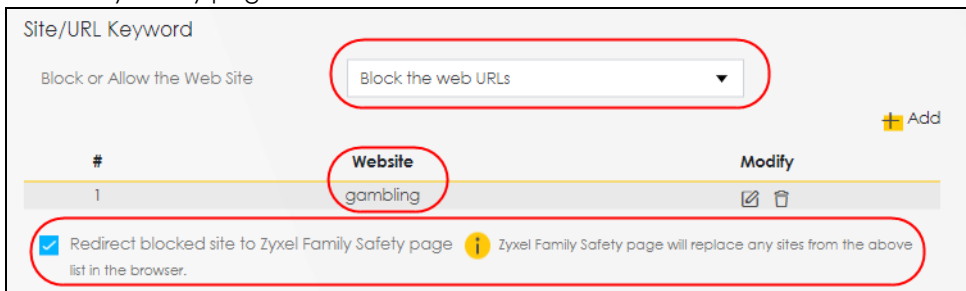 Site/URL Keyword
Block or Allow the Web Site
Block the web URLs
+ Add
# Website Modify
1 gambling
Redirect blocked site to Zyxel Family Safety page i Zyxel Family Safety page will replace any sites from the above
list in the browser.